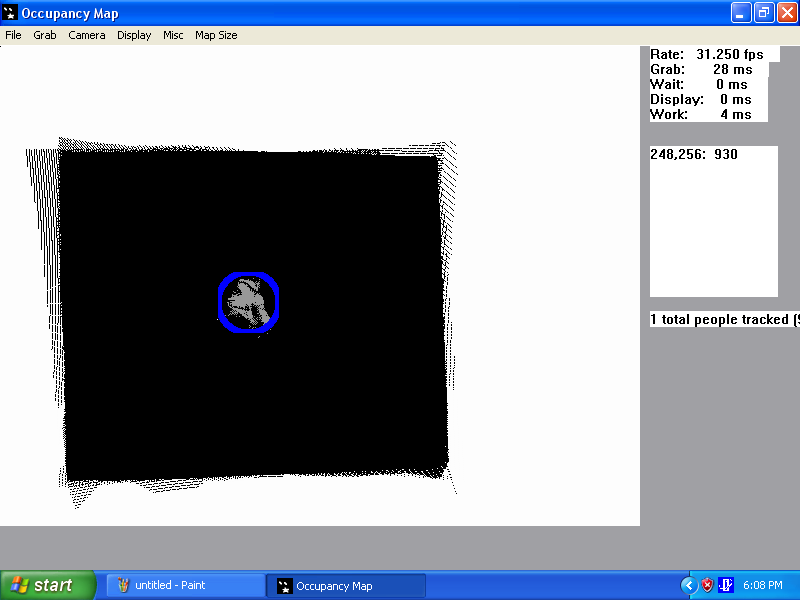 Occupancy Map
File Grab Camera Display Misc Map Size
Rate: 31.250 fps
Grab: 28 ms
Wait: 0 ms
Display: 0 ms
Work: 4 ms
248,256: 930
1 total people tracked (
start untitled - Paint Occupancy Map 6:08 PM